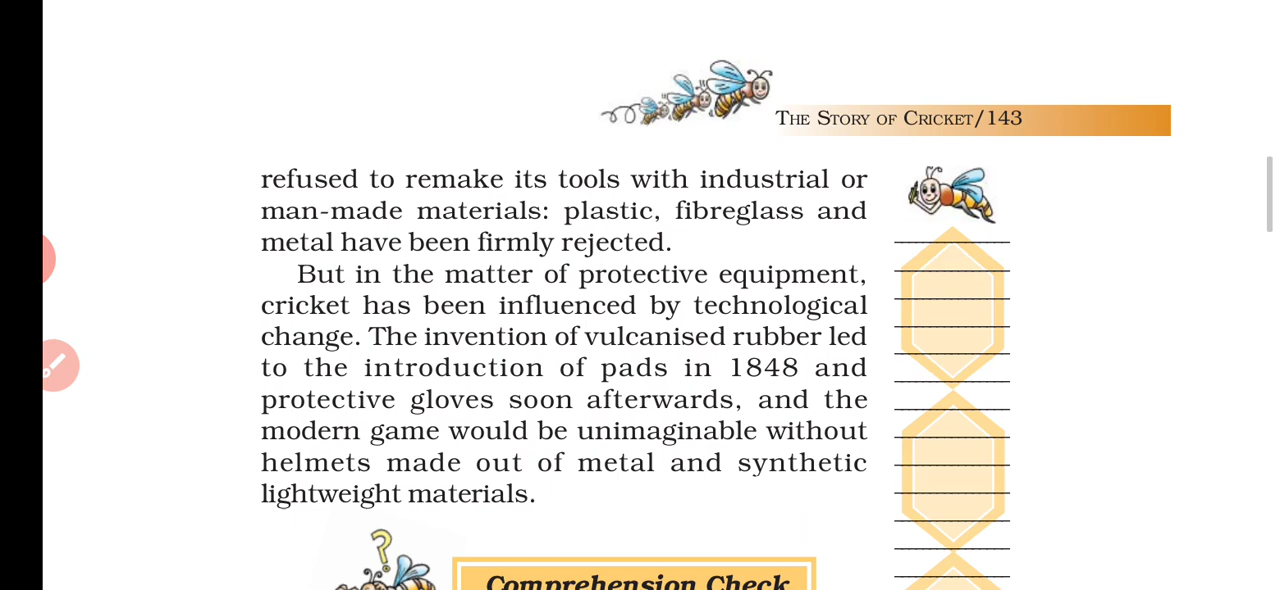 THE STORY OF CRICKET/143
refused to remake its tools with industrial or
man-made materials: plastic, fibreglass and
metal have been firmly rejected.
But in the matter of protective equipment,
cricket has been influenced by technological
change. The invention of vulcanised rubber led
to the introduction of pads in 1848 and
protective gloves soon afterwards, and the
modern game would be unimaginable without
helmets made out of metal and synthetic
lightweight materials.
?
Comprehension Check